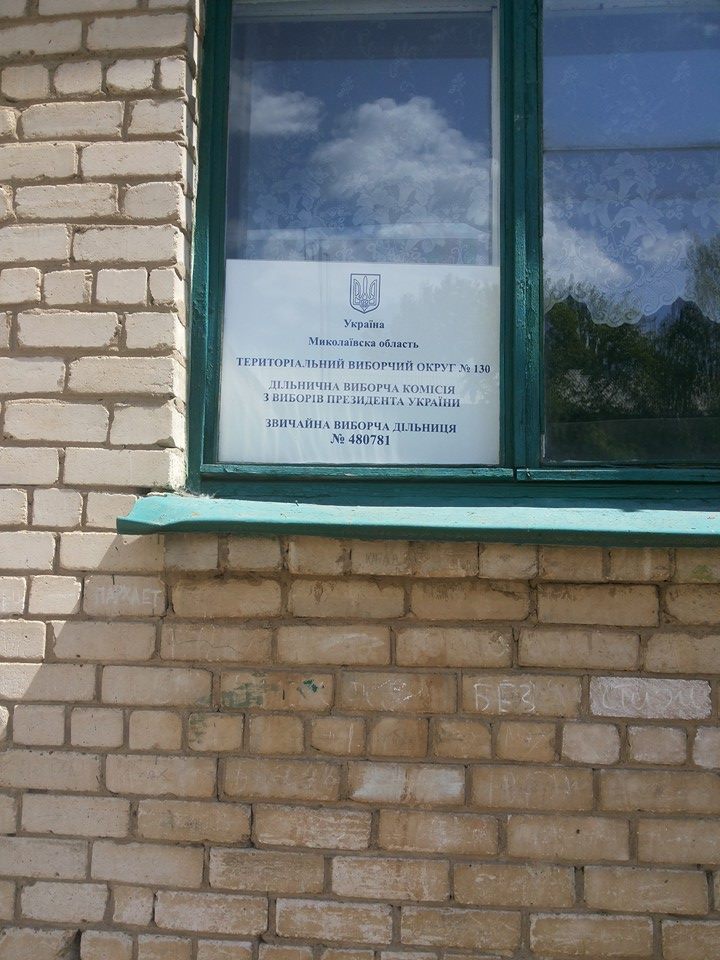 Україна
Миколаївска область
ТЕРИТОРІАЛЬНИЙ ВИБОРЧИЙ ОКРУГ № 130
ДІЛЬНИЧНА ВИБОРЧА КОМІСІЯ
З ВИБОРІВ ПРЕЗИДЕНТА УКРАЇНИ
ЗВИЧАЙНА ВИБОРЧА ДІЛЬНИЦЯ
№ 480781
БЕЗ